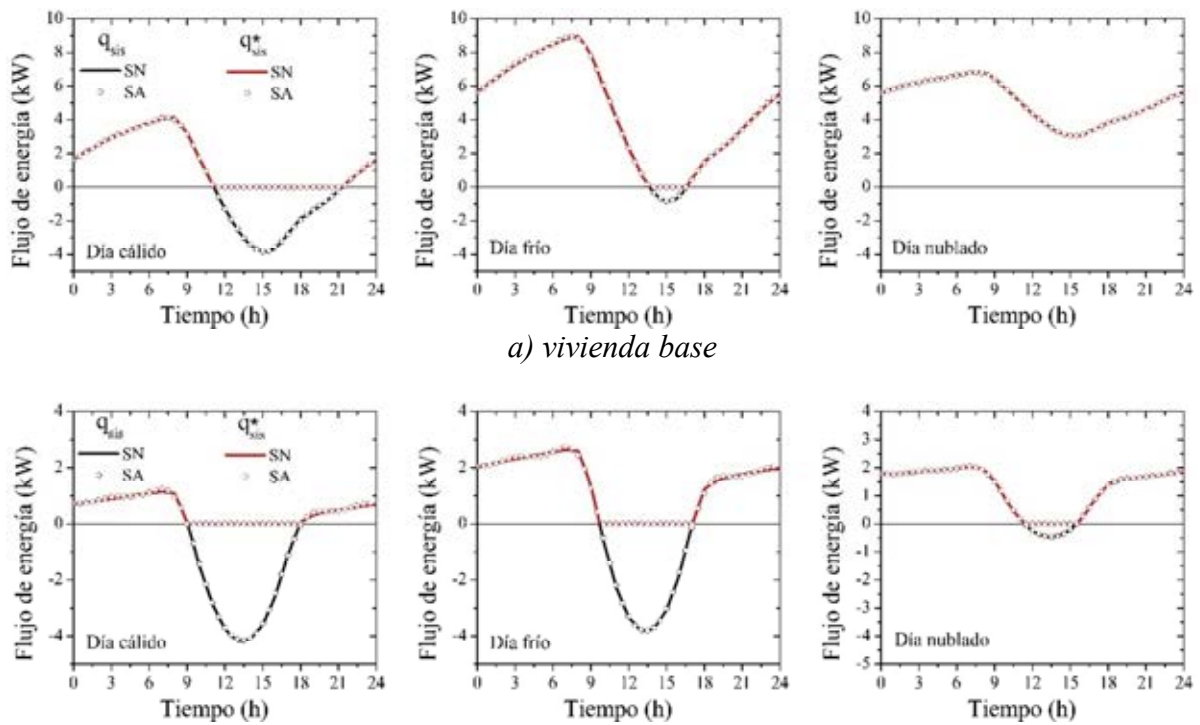 10 10 10
8 8 8
6 6 6
4 4 4
2 2 2
0 0 0
-2 -2 -2
-4 -4 -4
q_sis q*_sis
SN SN
SA SA
Flujo de energía (kW) Flujo de energía (kW) Flujo de energía (kW)
Día cálido Día frío Día nublado
0 3 6 9 12 15 18 21 24 0 3 6 9 12 15 18 21 24 0 3 6 9 12 15 18 21 24
Tiempo (h) Tiempo (h) Tiempo (h)
a) vivienda base
4 4 4
3
2 2 2
1
0 0 0
-1
-2 -2 -2
-3
-4 -4 -4
-5
q_sis q*_sis
SN SN
SA SA
Flujo de energía (kW) Flujo de energía (kW) Flujo de energía (kW)
Día cálido Día frío Día nublado
0 3 6 9 12 15 18 21 24 0 3 6 9 12 15 18 21 24 0 3 6 9 12 15 18 21 24
Tiempo (h) Tiempo (h) Tiempo (h)